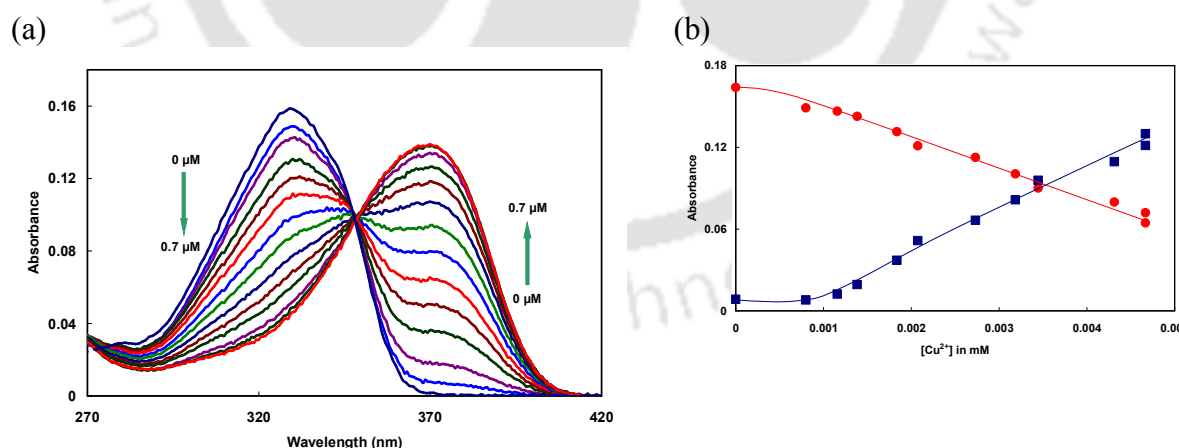 (a)
(b)
0.16
0.12
0.08
0.04
0
270
320
370
420
Absorbance
Wavelength (nm)
0 µM
0.7 µM
0.7 µM
0 µM
0.18
0.12
0.06
0
0
0.001
0.002
0.003
0.004
0.00
Absorbance
[Cu²⁺] in mM